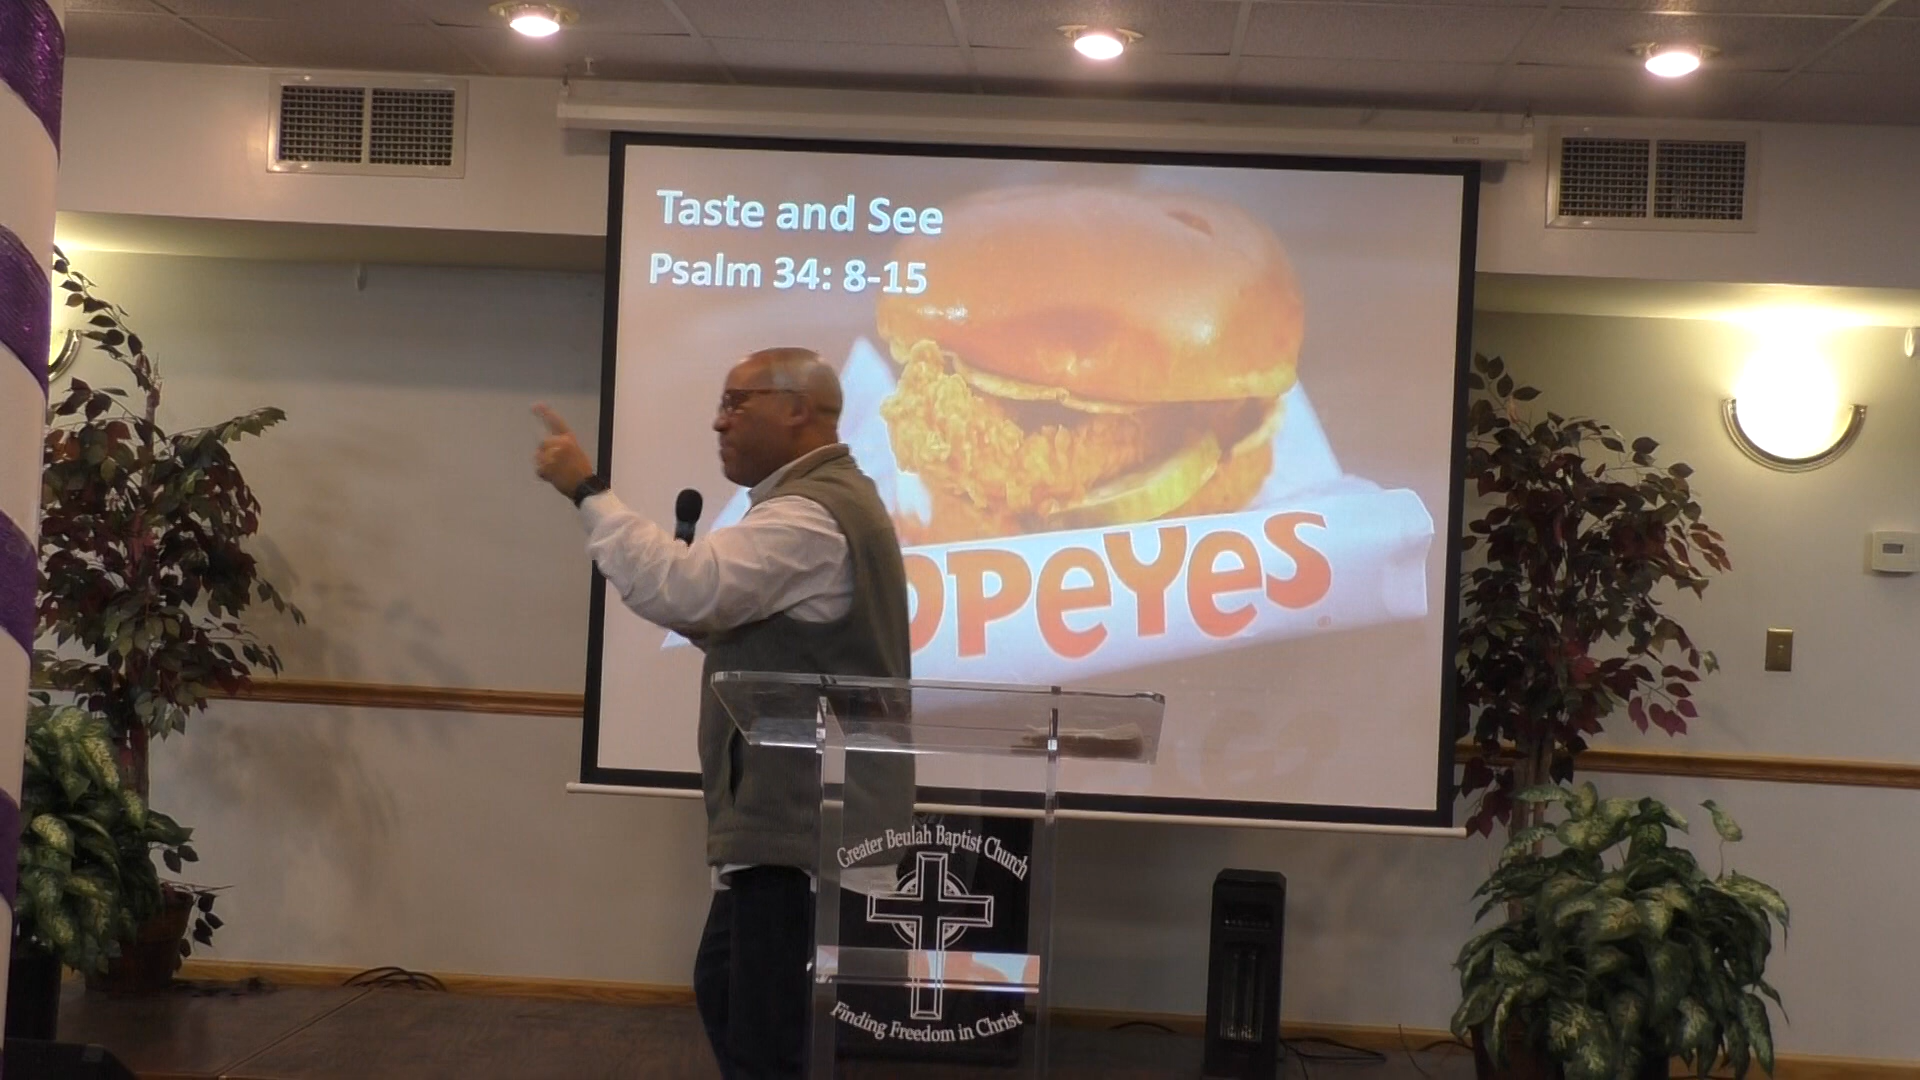 Taste and See
Psalm 34: 8-15
OPEYES
Greater Beulah Baptist Church
Finding Freedom in Christ